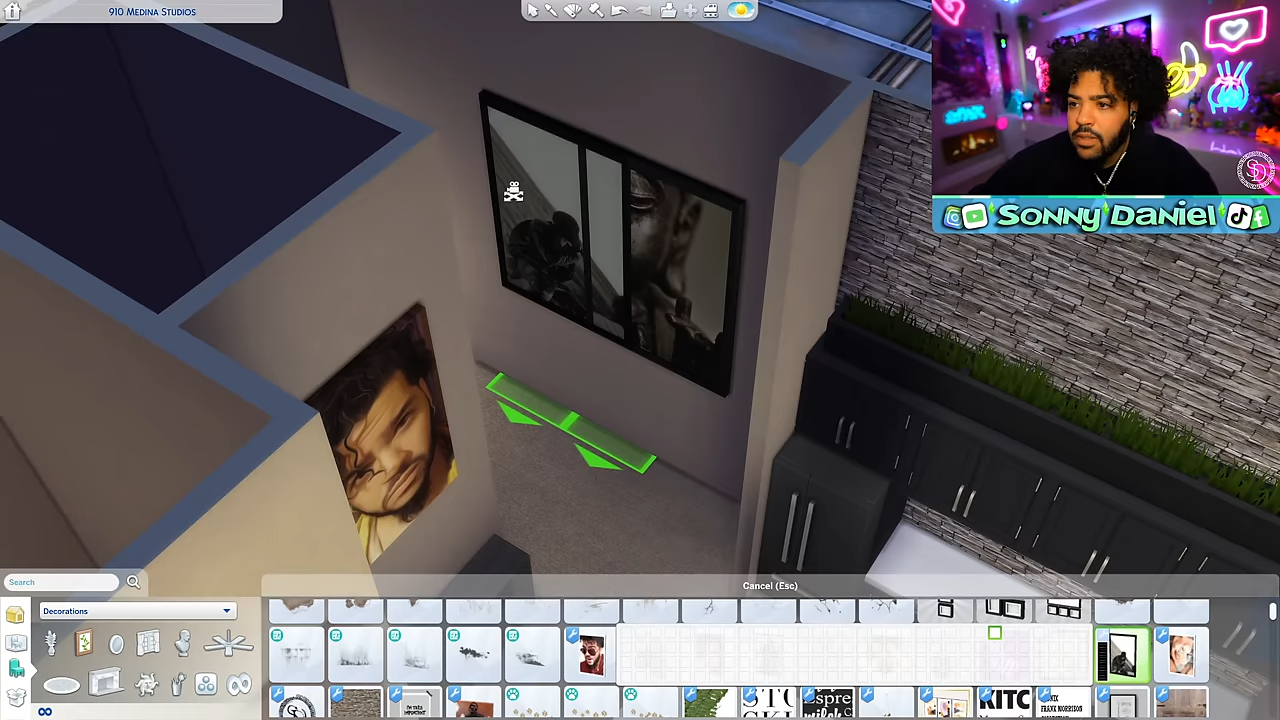 910 MEDINA STUDIOS
SONNY DANIEL
Cancel (Esc)
Search
Decorations
KITC